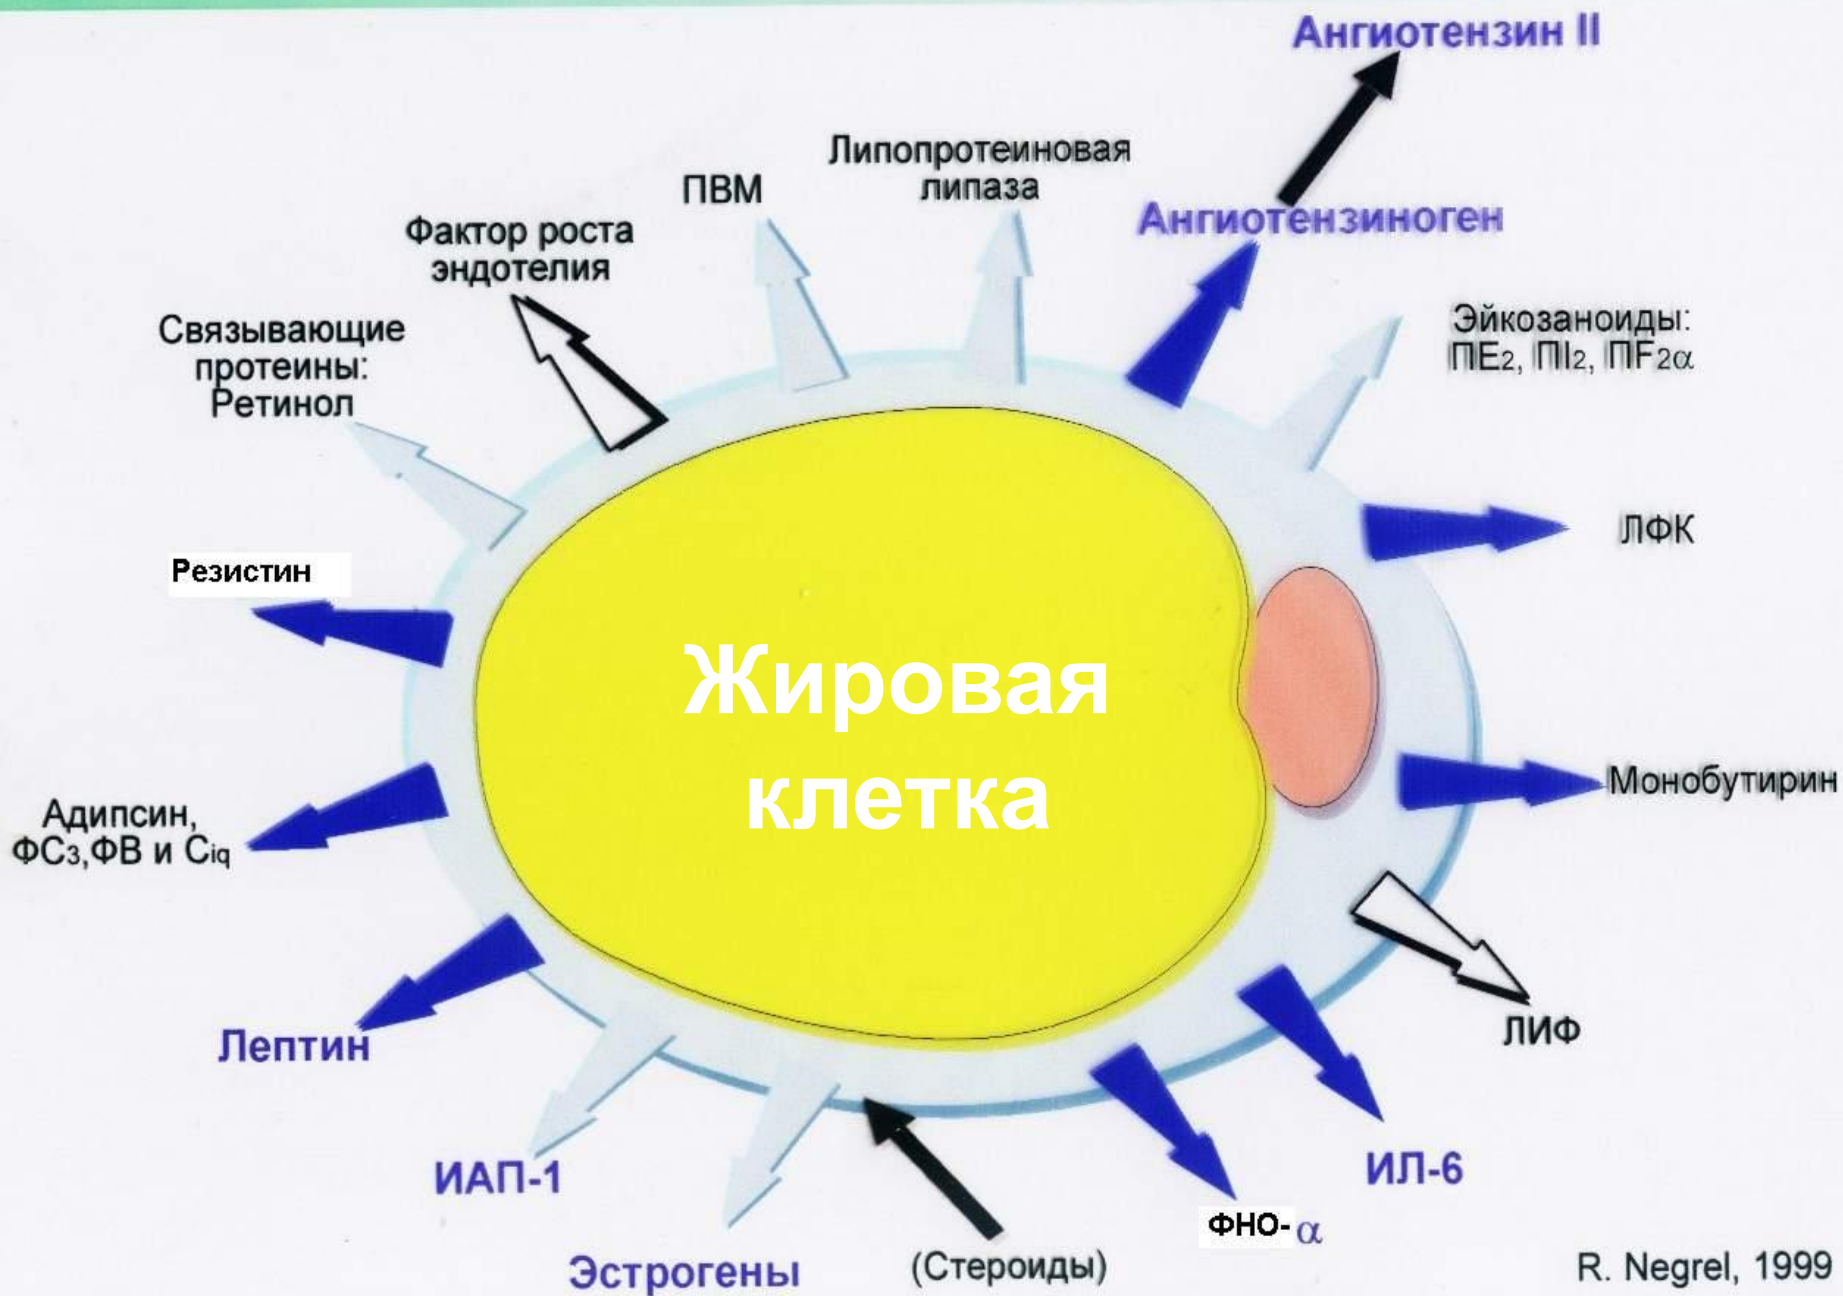 Ангиотензин II
Липопротеиновая
липаза
ПВМ
Ангиотензиноген
Фактор роста
эндотелия
Эйкозаноиды:
ПЕ2, ПI2, ПF2α
Связывающие
протеины:
Ретинол
ЛФК
Резистин
Жировая
клетка
Монобутирин
Адипсин,
ФС3,ФВ и Ciq
Лептин
ЛИФ
ИАП-1
ИЛ-6
ФНО-α
Эстрогены
(Стероиды)
R. Negrel, 1999